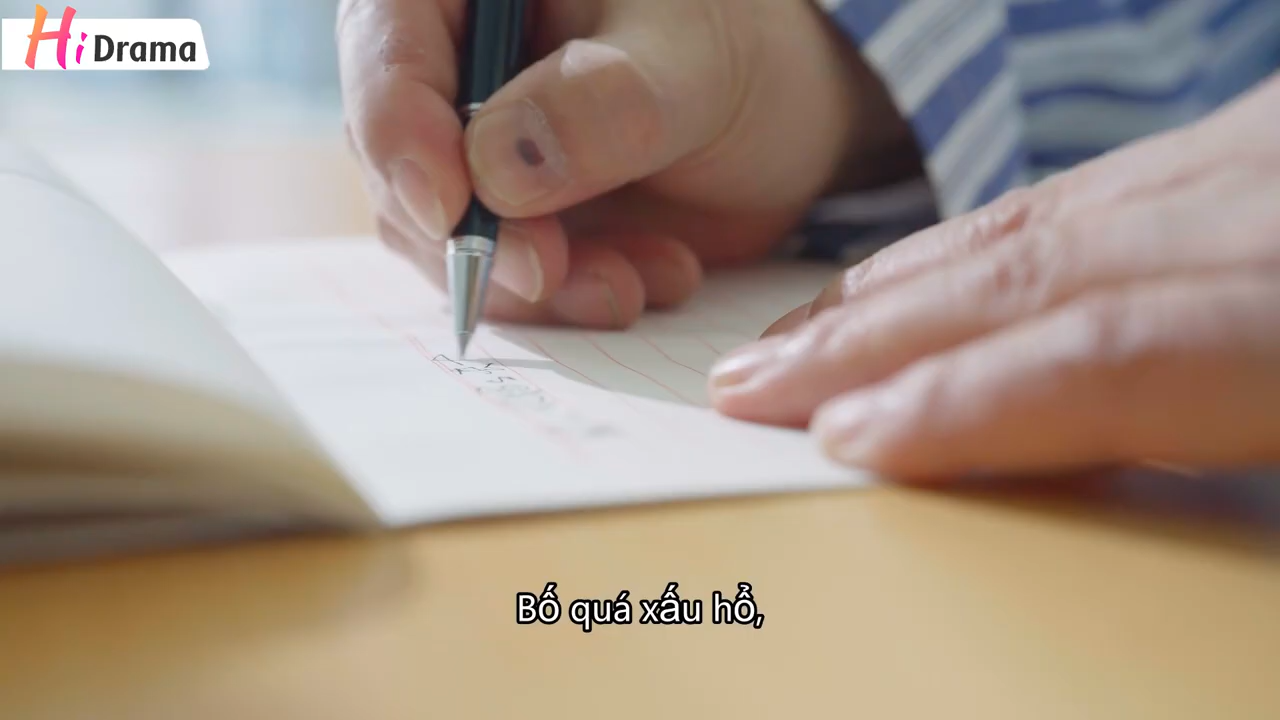 Hi Drama
Bố quá xấu hổ,